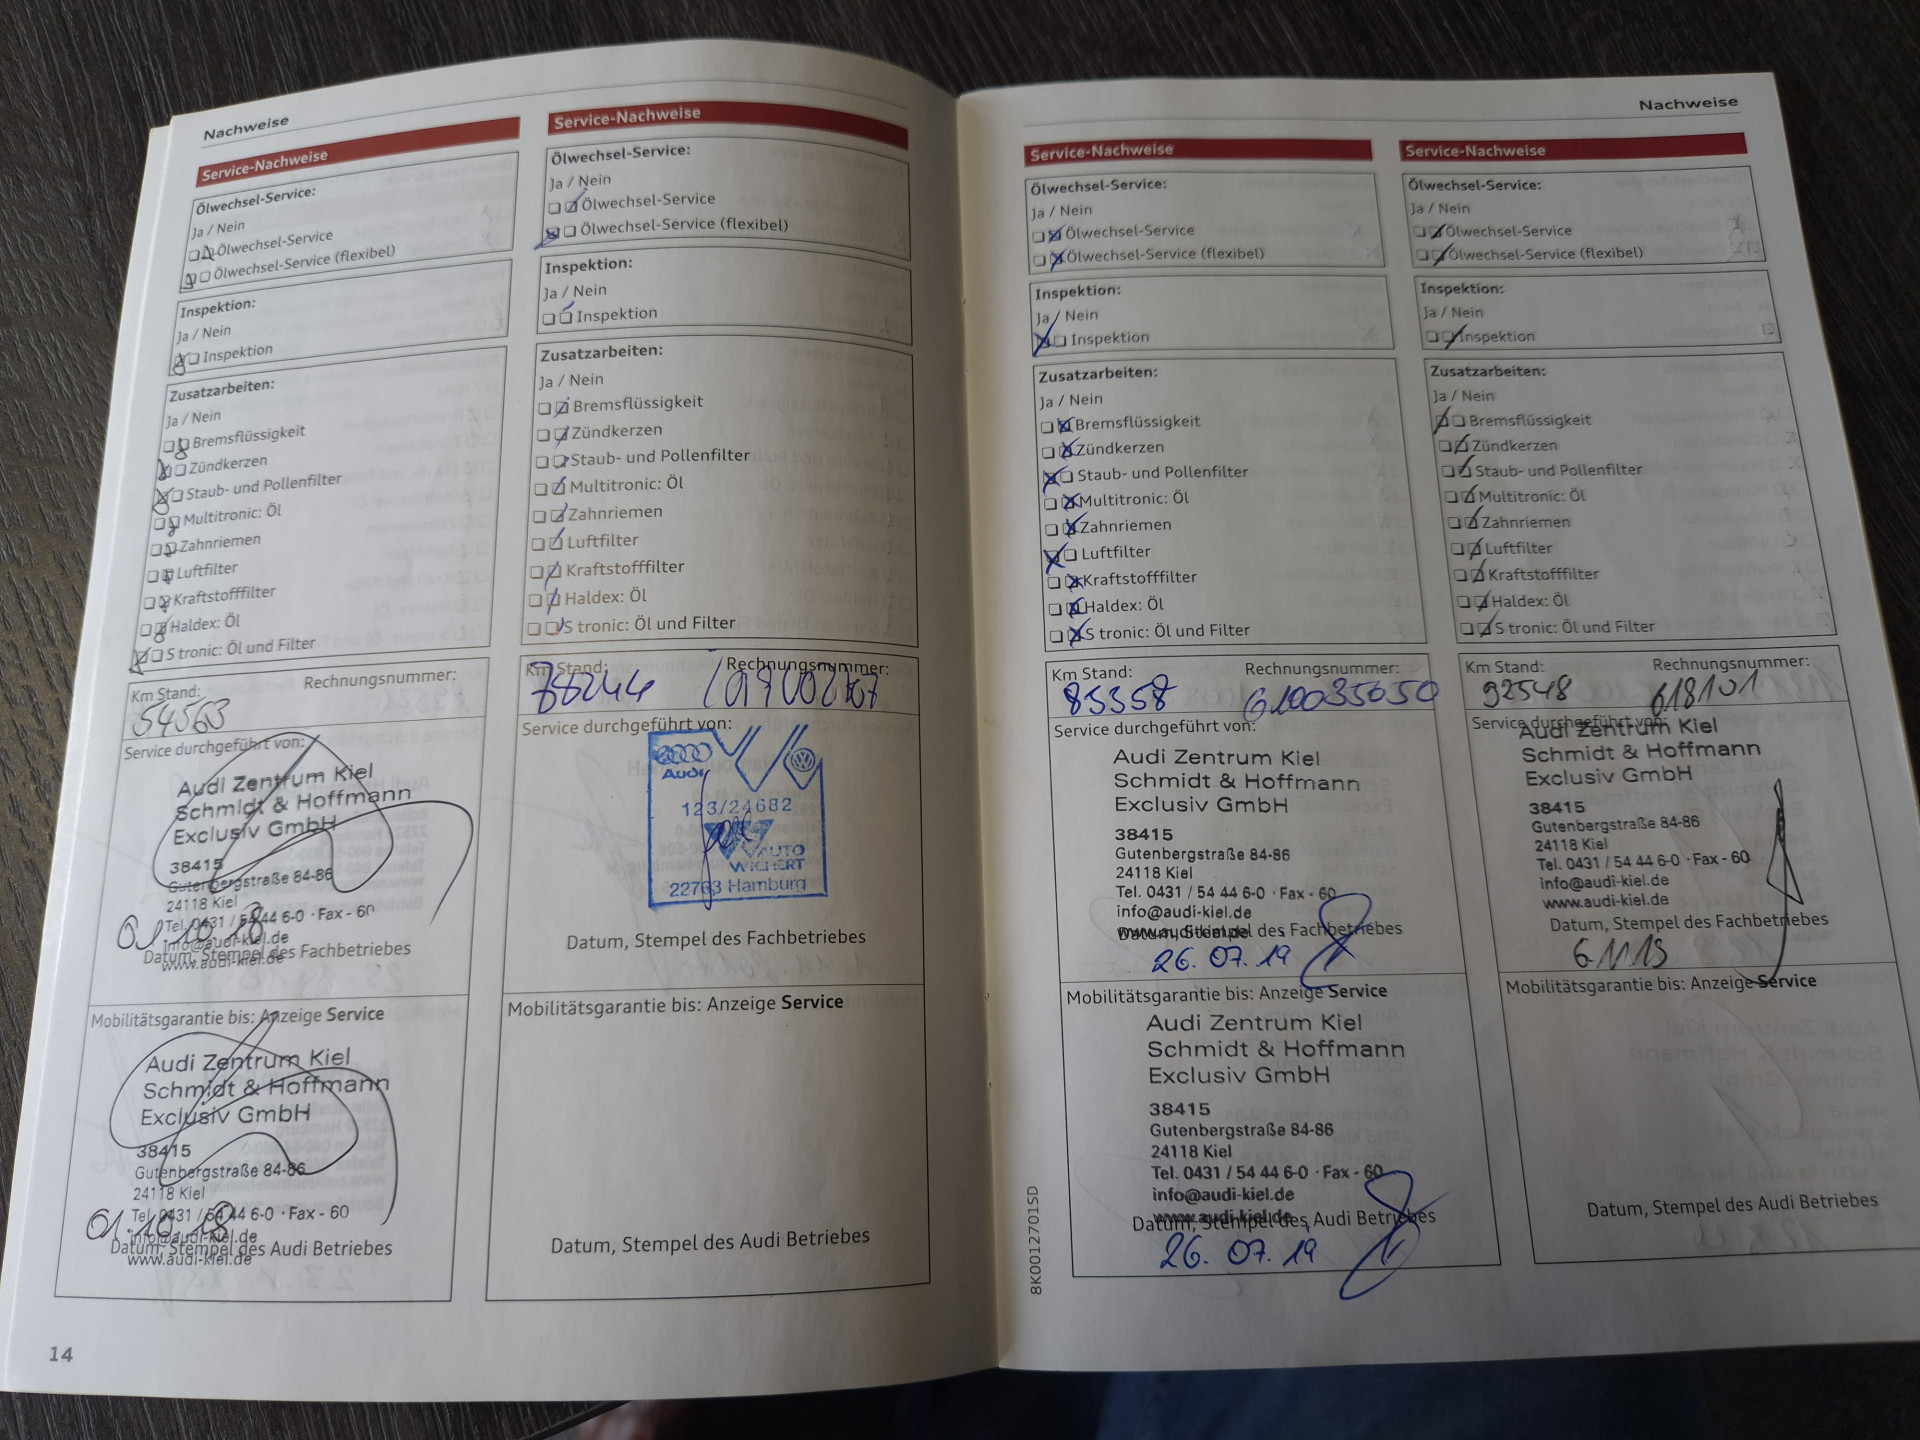 Nachweise
Service-Nachweise
Ölwechsel-Service:
Ja / Nein
Ölwechsel-Service
Ölwechsel-Service (flexibel)
Inspektion:
Ja / Nein
Inspektion
Zusatzarbeiten:
Ja / Nein
Bremsflüssigkeit
Zündkerzen
Staub- und Pollenfilter
Multitronic: Öl
Zahnriemen
Luftfilter
Kraftstofffilter
Haldex: Öl
S tronic: Öl und Filter
Km Stand: Rechnungsnummer:
54563
Service durchgeführt von:
Audi Zentrum Kiel
Schmidt & Hoffmann
Exclusiv GmbH
38415
Gutenbergstraße 84-86
24118 Kiel
Tel. 0431 / 54 44 6-0 · Fax - 60
info@audi-kiel.de
Datum, Stempel des Fachbetriebes
www.audi-kiel.de
Mobilitätsgarantie bis: Anzeige Service
Audi Zentrum Kiel
Schmidt & Hoffmann
Exclusiv GmbH
38415
Gutenbergstraße 84-86
24118 Kiel
Tel. 0431 / 54 44 6-0 · Fax - 60
01.10.18
info@audi-kiel.de
Datum, Stempel des Audi Betriebes
www.audi-kiel.de
14
Service-Nachweise
Ölwechsel-Service:
Ja / Nein
Ölwechsel-Service
Ölwechsel-Service (flexibel)
Inspektion:
Ja / Nein
Inspektion
Zusatzarbeiten:
Ja / Nein
Bremsflüssigkeit
Zündkerzen
Staub- und Pollenfilter
Multitronic: Öl
Zahnriemen
Luftfilter
Kraftstofffilter
Haldex: Öl
S tronic: Öl und Filter
Km Stand: Rechnungsnummer:
78244
Service durchgeführt von:
Audi
123/24682
AUTO
WICHERT
22763 Hamburg
Datum, Stempel des Fachbetriebes
Mobilitätsgarantie bis: Anzeige Service
Datum, Stempel des Audi Betriebes
Nachweise
Service-Nachweise
Ölwechsel-Service:
Ja / Nein
Ölwechsel-Service
Ölwechsel-Service (flexibel)
Inspektion:
Ja / Nein
Inspektion
Zusatzarbeiten:
Ja / Nein
Bremsflüssigkeit
Zündkerzen
Staub- und Pollenfilter
Multitronic: Öl
Zahnriemen
Luftfilter
Kraftstofffilter
Haldex: Öl
S tronic: Öl und Filter
Km Stand: Rechnungsnummer:
85358 610035050
Service durchgeführt von:
Audi Zentrum Kiel
Schmidt & Hoffmann
Exclusiv GmbH
38415
Gutenbergstraße 84-86
24118 Kiel
Tel. 0431 / 54 44 6-0 · Fax - 60
info@audi-kiel.de
www.audi-kiel.de
Datum, Stempel des Fachbetriebes
26. 07. 19
Mobilitätsgarantie bis: Anzeige Service
Audi Zentrum Kiel
Schmidt & Hoffmann
Exclusiv GmbH
38415
Gutenbergstraße 84-86
24118 Kiel
Tel. 0431 / 54 44 6-0 · Fax - 60
info@audi-kiel.de
www.audi-kiel.de
Datum, Stempel des Audi Betriebes
26. 07. 19
8K0012701SD
Service-Nachweise
Ölwechsel-Service:
Ja / Nein
Ölwechsel-Service
Ölwechsel-Service (flexibel)
Inspektion:
Ja / Nein
Inspektion
Zusatzarbeiten:
Ja / Nein
Bremsflüssigkeit
Zündkerzen
Staub- und Pollenfilter
Multitronic: Öl
Zahnriemen
Luftfilter
Kraftstofffilter
Haldex: Öl
S tronic: Öl und Filter
Km Stand: Rechnungsnummer:
92548 618101
Service durchgeführt von:
Audi Zentrum Kiel
Schmidt & Hoffmann
Exclusiv GmbH
38415
Gutenbergstraße 84-86
24118 Kiel
Tel. 0431 / 54 44 6-0 · Fax - 60
info@audi-kiel.de
www.audi-kiel.de
Datum, Stempel des Fachbetriebes
6.11.19
Mobilitätsgarantie bis: Anzeige Service
Datum, Stempel des Audi Betriebes